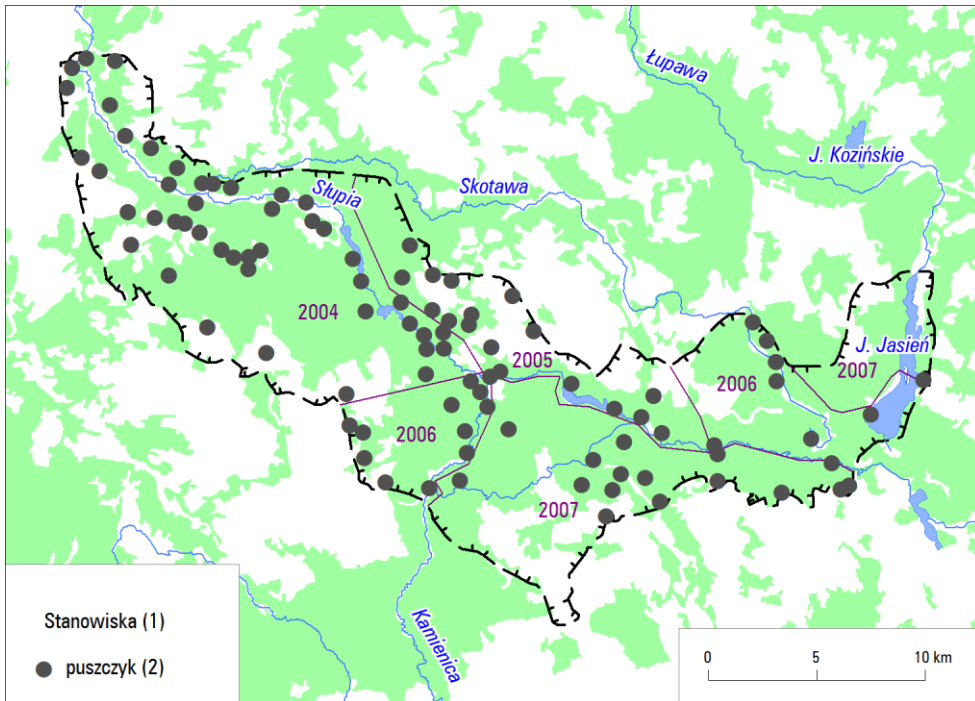 Łupawa
J. Kozińskie
Skotawa
Słupia
2004
2005
J. Jasień
2007
2006
2006
2007
Kamienica
Stanowiska (1)
puszczyk (2)
0 5 10 km